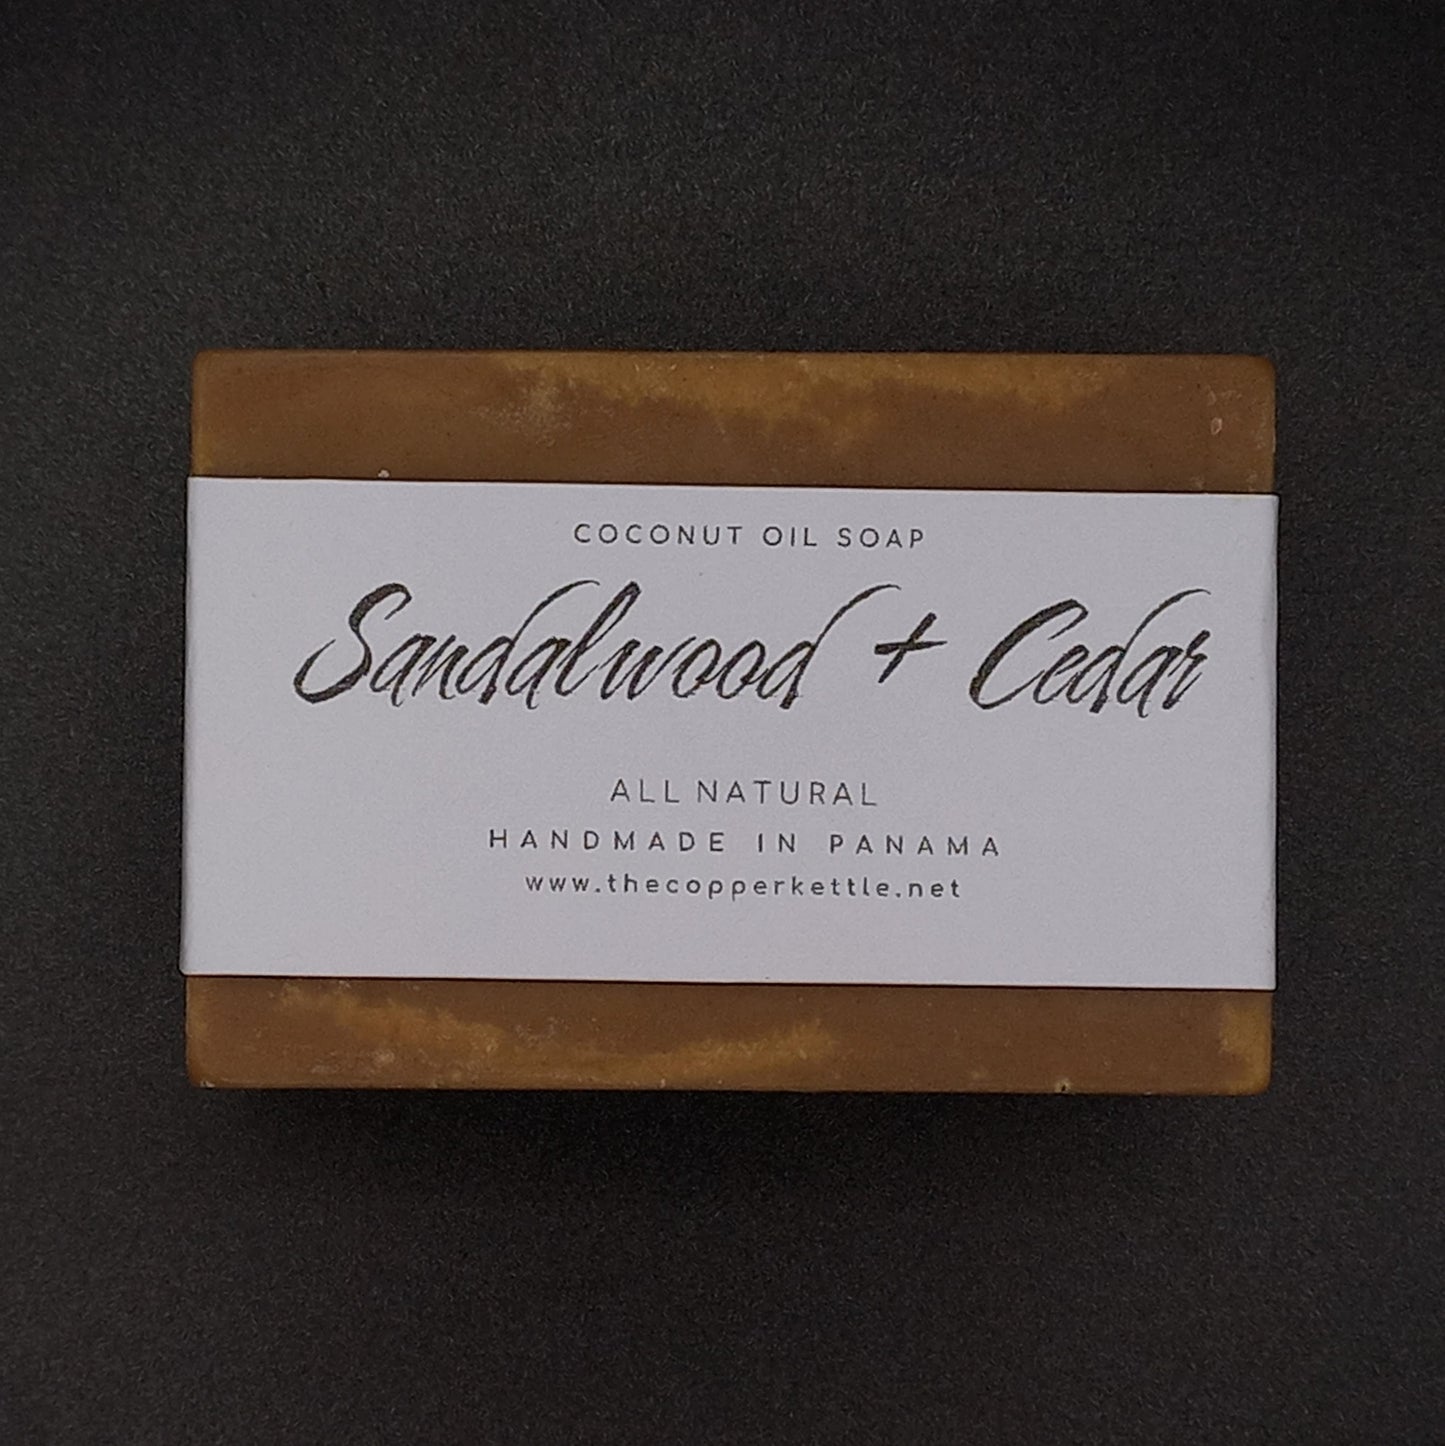 COCONUT OIL SOAP
Sandalwood + Cedar
ALL NATURAL
HANDMADE IN PANAMA
www.thecopperkettle.net